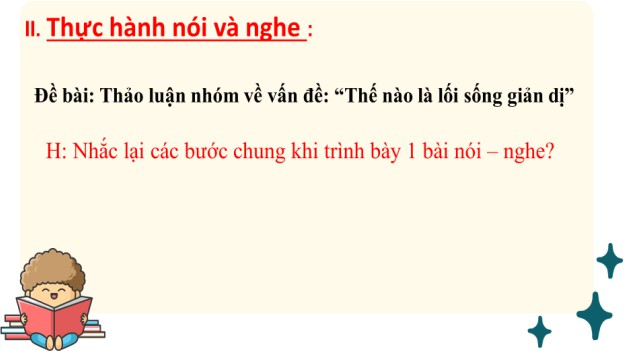 II. Thực hành nói và nghe :
Đề bài: Thảo luận nhóm về vấn đề: “Thế nào là lối sống giản dị”
H: Nhắc lại các bước chung khi trình bày 1 bài nói – nghe?